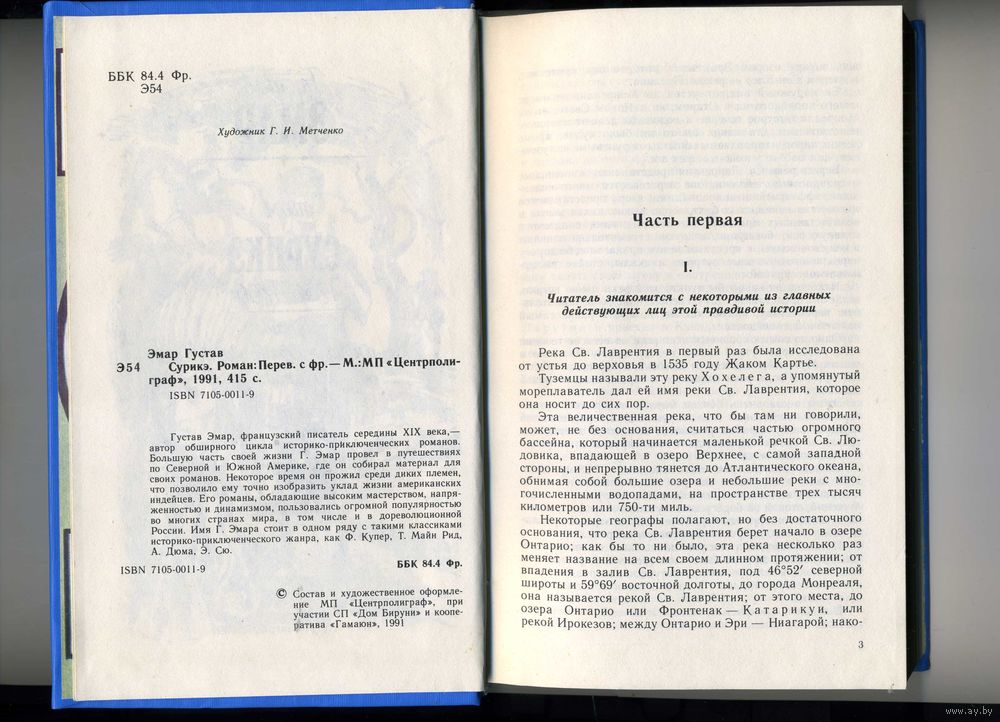 ББК 84.4 Фр.
Э54
Художник Г. И. Метченко
Эмар Густав
Э54 Сурикэ. Роман: Перев. с фр. — М.: МП «Центрполи-
граф», 1991, 415 с.
ISBN 7105-0011-9
Густав Эмар, французский писатель середины XIX века,—
автор обширного цикла историко-приключенческих романов.
Большую часть своей жизни Г. Эмар провел в путешествиях
по Северной и Южной Америке, где он собирал материал для
своих романов. Некоторое время он прожил среди диких племен,
что позволило ему точно изобразить уклад жизни американских
индейцев. Его романы, обладающие высоким мастерством, напря-
женностью и динамизмом, пользовались огромной популярностью
во многих странах мира, в том числе и в дореволюционной
России. Имя Г. Эмара стоит в одном ряду с такими классиками
историко-приключенческого жанра, как Ф. Купер, Т. Майн Рид,
А. Дюма, Э. Сю.
ISBN 7105-0011-9
ББК 84.4 Фр.
© Состав и художественное оформле-
ние МП «Центрполиграф», при
участии СП «Дом Бируни» и коопе-
ратива «Гамаюн», 1991
Часть первая
I.
Читатель знакомится с некоторыми из главных
действующих лиц этой правдивой истории
Река Св. Лаврентия в первый раз была исследована
от устья до верховья в 1535 году Жаком Картье.
Туземцы называли эту реку Хохелега, а упомянутый
мореплаватель дал ей имя реки Св. Лаврентия, которое
она носит до сих пор.
Эта величественная река, что бы там ни говорили,
может, не без основания, считаться частью огромного
бассейна, который начинается маленькой речкой Св. Лю-
довика, впадающей в озеро Верхнее, с самой западной
стороны, и непрерывно тянется до Атлантического океана,
обнимая собой большие озера и небольшие реки с мно-
гочисленными водопадами, на пространстве трех тысяч
километров или 750-ти миль.
Некоторые географы полагают, но без достаточного
основания, что река Св. Лаврентия берет начало в озере
Онтарио; как бы то ни было, эта река несколько раз
меняет название на всем своем длинном протяжении; от
впадения в залив Св. Лаврентия, под 46°52′ северной
широты и 59°69′ восточной долготы, до города Монреаля,
она называется рекой Св. Лаврентия; от этого места, до
озера Онтарио или Фронтенак — Катарикуи, или
рекой Ирокезов; между Онтарио и Эри — Ниагарой; нако-
3
www.ay.by